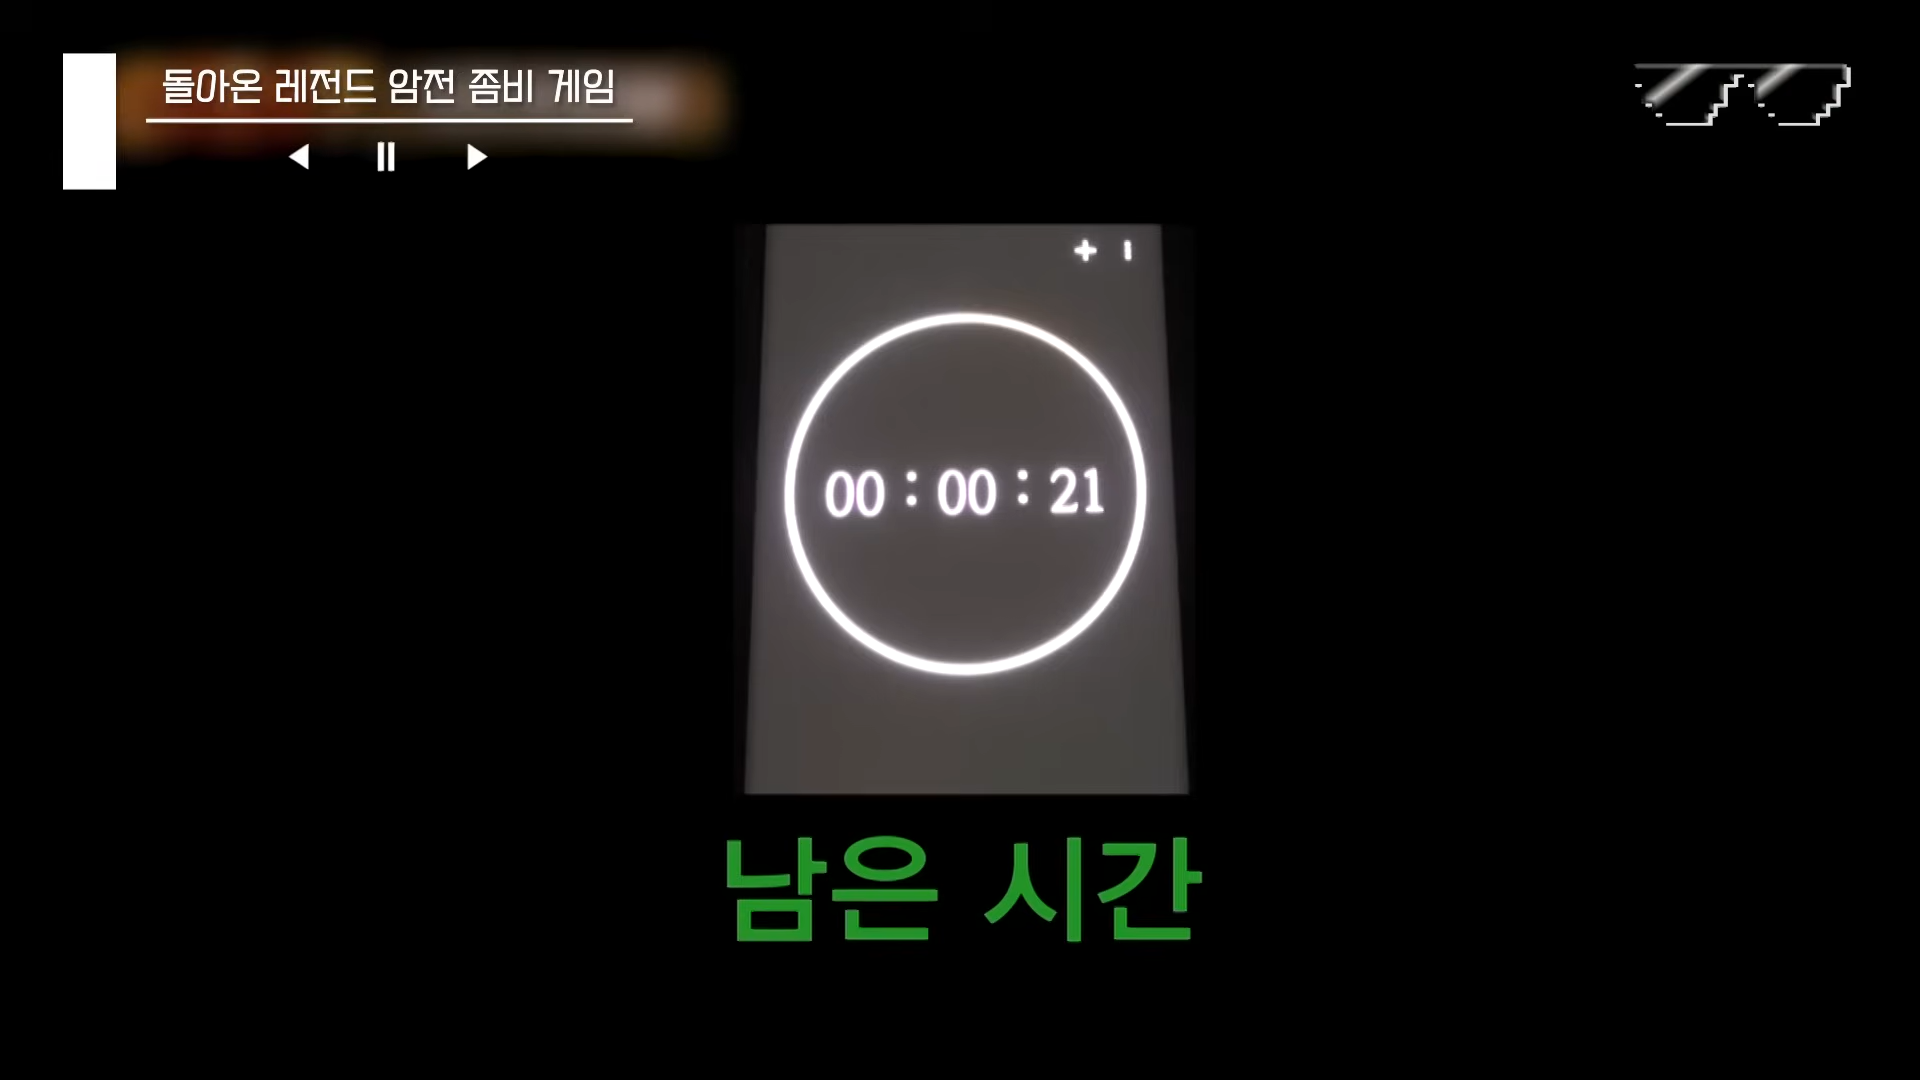 돌아온 레전드 암전 좀비 게임
00 : 00 : 21
남은 시간